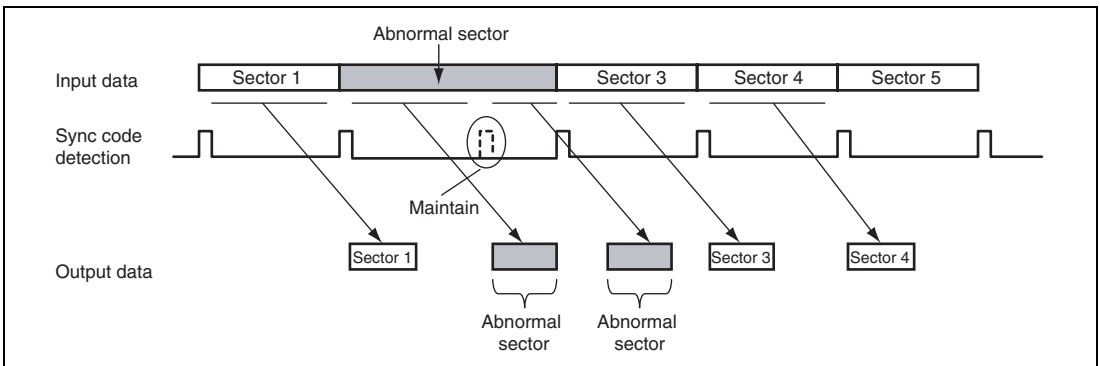 Abnormal sector
Input data
Sector 1
Sector 3
Sector 4
Sector 5
Sync code
detection
Maintain
Output data
Sector 1
Sector 3
Sector 4
Abnormal
sector
Abnormal
sector